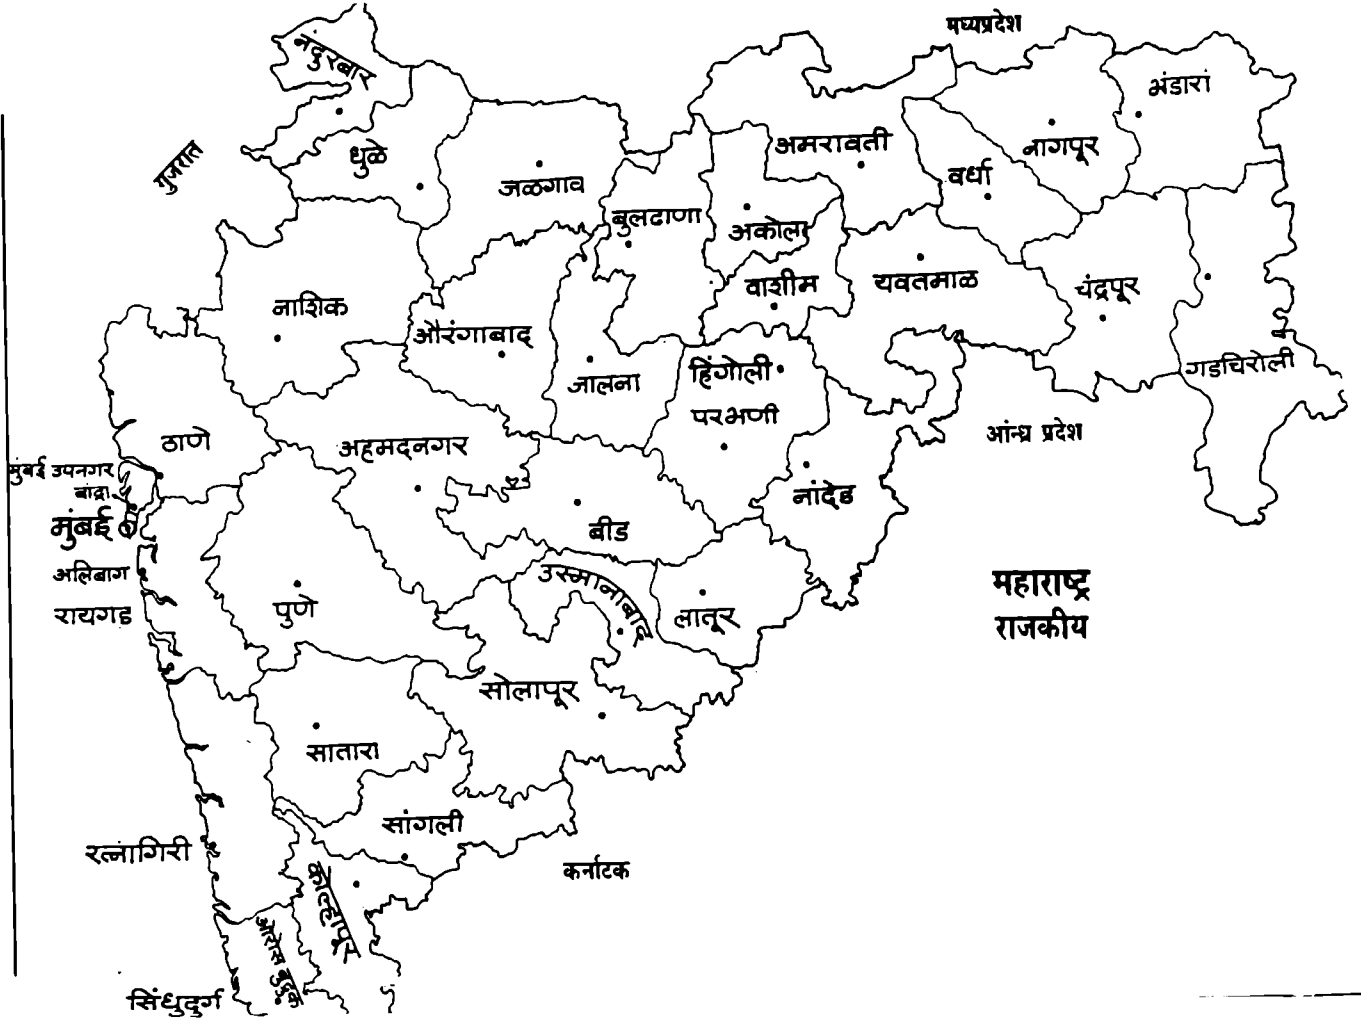 मध्यप्रदेश
नंदुरबार
भंडारां
गुजरात
धुळे
अमरावती
नागपूर
जळगाव
वर्धा
बुलढाणा
अकोला
वाशीम
यवतमाळ
चंद्रपूर
नाशिक
औरंगाबाद
जालना
हिंगोली
परभणी
गडचिरोली
आंन्ध्र प्रदेश
ठाणे
अहमदनगर
मुंबई उपनगर
बांद्रा
मुंबई
नांदेड
बीड
अलिबाग
रायगड
पुणे
उस्मानाबाद
लातूर
महाराष्ट्र
राजकीय
सोलापूर
सातारा
सांगली
रत्नागिरी
कोल्हापूर
कर्नाटक
ओरोस बुद्रुक
सिंधुदुर्ग